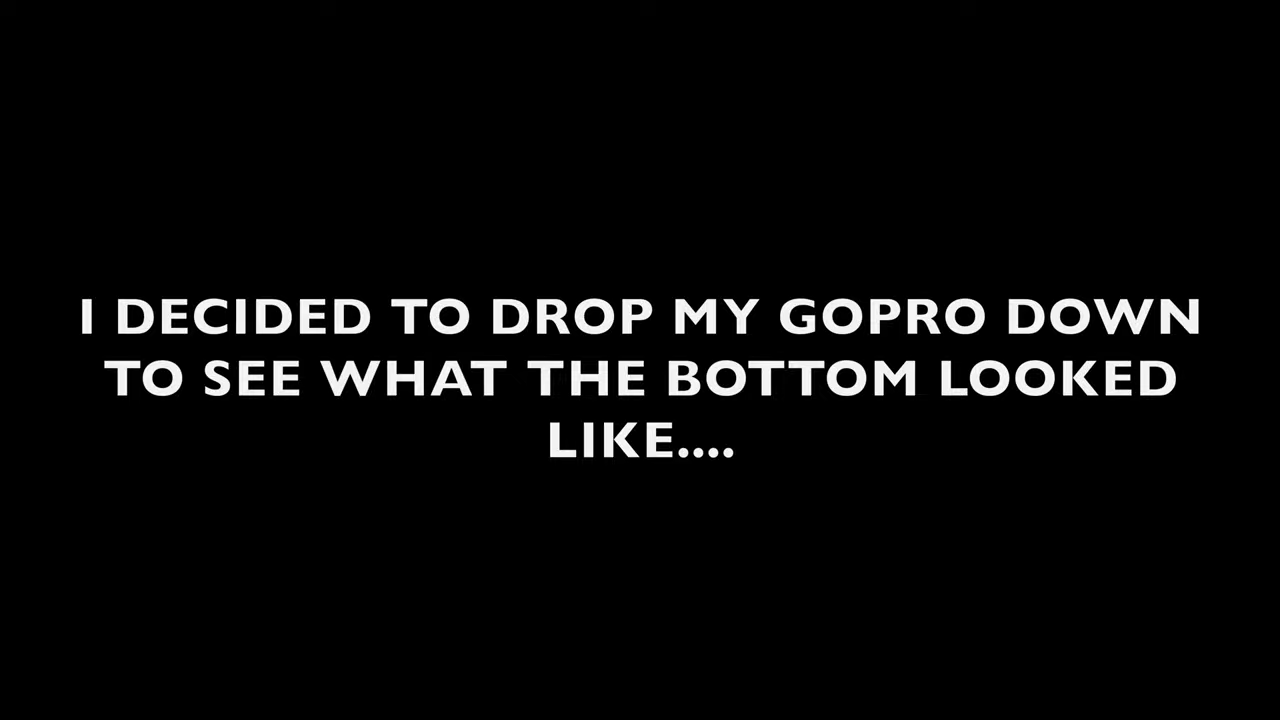 I DECIDED TO DROP MY GOPRO DOWN
TO SEE WHAT THE BOTTOM LOOKED
LIKE....